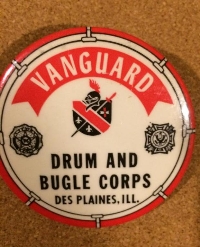 VANGUARD
DRUM AND
BUGLE CORPS
DES PLAINES, ILL.